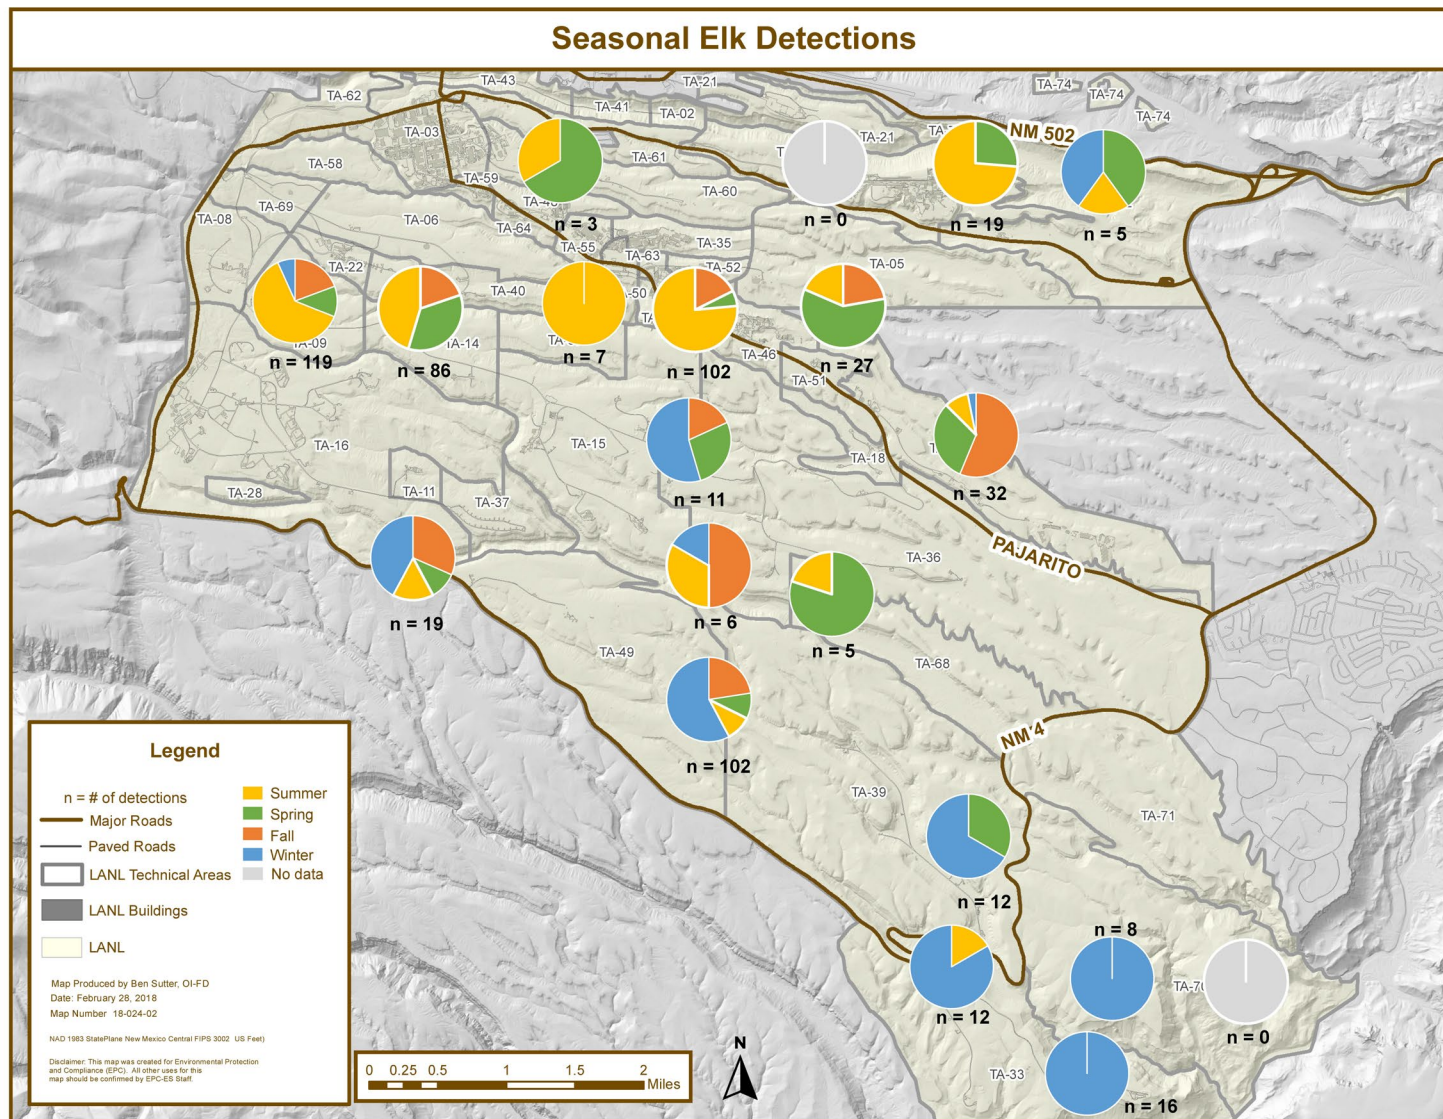 Seasonal Elk Detections
TA-43
TA-21
TA-74
TA-74
TA-74
TA-62
TA-41
TA-02
TA-03
TA-21
NM 502
TA-58
TA-61
TA-59
TA-60
n = 3
n = 0
n = 19
n = 5
TA-08
TA-69
TA-06
TA-64
TA-55
TA-63
TA-35
TA-22
TA-52
TA-05
TA-40
-50
TA-09
TA-14
TA-46
n = 119
n = 86
n = 7
n = 102
n = 27
TA-51
TA-16
TA-15
TA-18
n = 32
TA-28
TA-11
TA-37
n = 11
PAJARITO
TA-36
n = 19
n = 6
n = 5
TA-49
TA-68
NM 4
n = 102
TA-39
TA-71
n = 12
n = 8
n = 12
n = 0
TA-33
n = 16
Legend
n = # of detections
Major Roads
Paved Roads
LANL Technical Areas
LANL Buildings
LANL
Summer
Spring
Fall
Winter
No data
Map Produced by Ben Sutter, OI-FD
Date: February 28, 2018
Map Number 18-024-02
NAD 1983 StatePlane New Mexico Central FIPS 3002 US Feet)
Disclaimer: This map was created for Environmental Protection
and Compliance (EPC). All other uses for this
map should be confirmed by EPC-ES Staff.
0 0.25 0.5 1 1.5 2
Miles
N